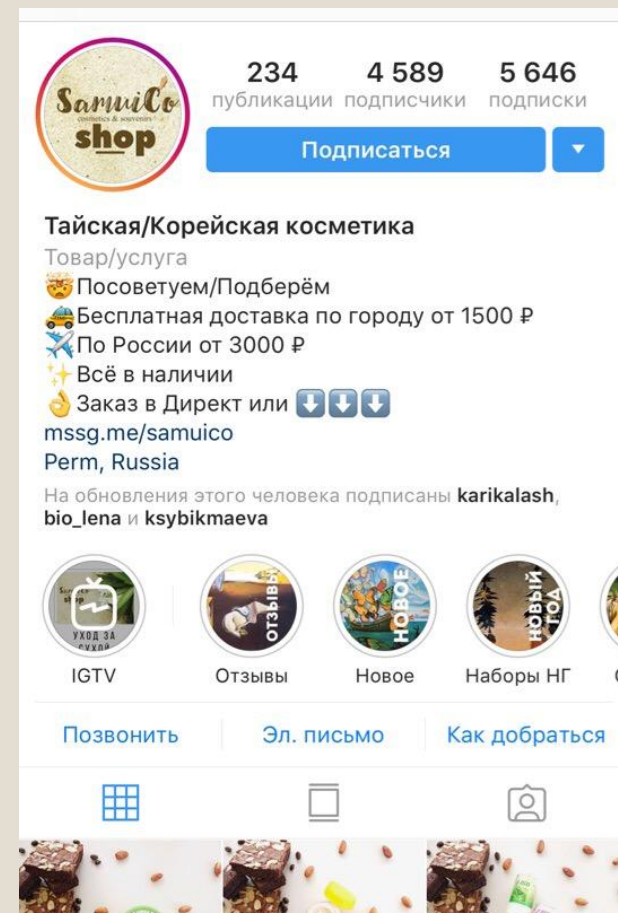 SamuiCo
cosmetics & souvenirs
shop
234 4 589 5 646
публикации подписчики подписки
Подписаться
Тайская/Корейская косметика
Товар/услуга
🤯Посоветуем/Подберём
🚕Бесплатная доставка по городу от 1500 ₽
✈️По России от 3000 ₽
✨Всё в наличии
👌Заказ в Директ или ⬇️⬇️⬇️
mssg.me/samuico
Perm, Russia
На обновления этого человека подписаны karikalash,
bio_lena и ksybikmaeva
УХОД ЗА
СУХОЙ
ОТЗЫВЫ
НОВОЕ
НОВЫЙ
ГОД
IGTV Отзывы Новое Наборы НГ
Позвонить Эл. письмо Как добраться